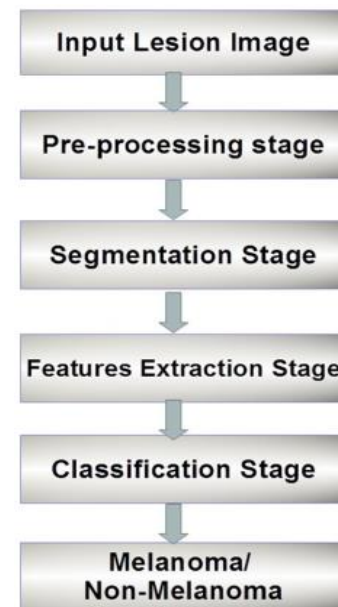 Input Lesion Image
Pre-processing stage
Segmentation Stage
Features Extraction Stage
Classification Stage
Melanoma/
Non-Melanoma